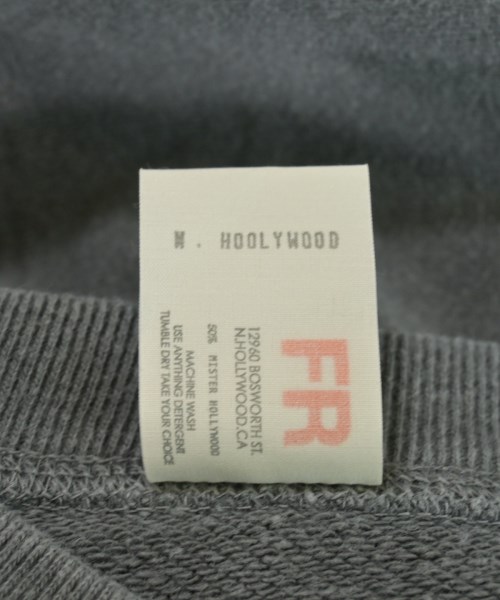 N. HOOLYWOOD
FR
12960 BOSWORTH ST.
N.HOLLYWOOD.CA
50% MISTER HOLLYWOOD
MACHINE WASH
USE ANYTHING DETERGENT
TUMBLE DRY TAKE YOUR CHOICE